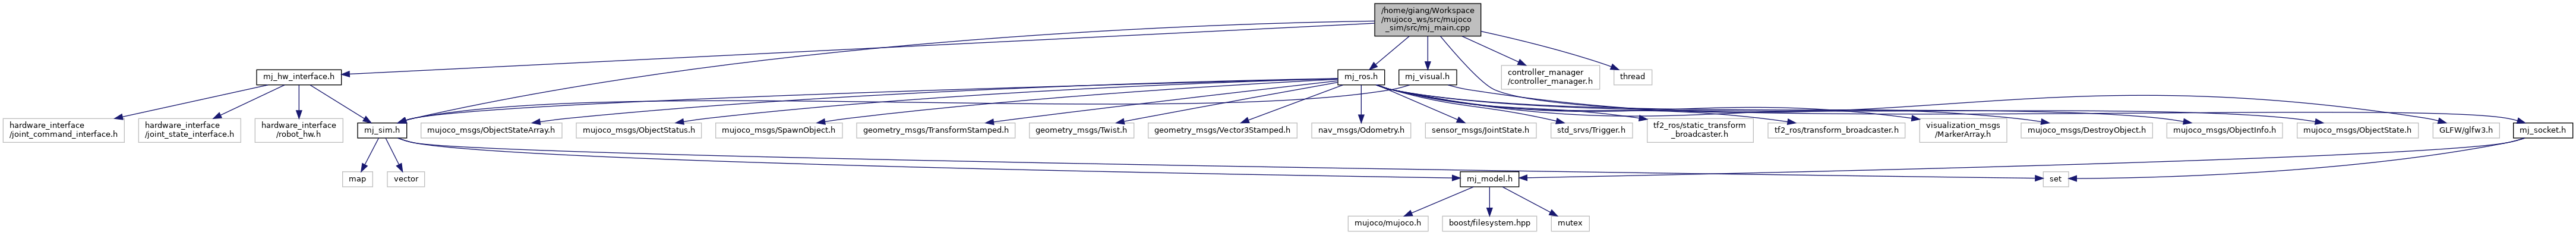 /home/giang/Workspace
/mujoco_ws/src/mujoco
_sim/src/mj_main.cpp
mj_hw_interface.h
mj_ros.h
mj_visual.h
controller_manager
/controller_manager.h
thread
hardware_interface
/joint_command_interface.h
hardware_interface
/joint_state_interface.h
hardware_interface
/robot_hw.h
mj_sim.h
mujoco_msgs/ObjectStateArray.h
mujoco_msgs/ObjectStatus.h
mujoco_msgs/SpawnObject.h
geometry_msgs/TransformStamped.h
geometry_msgs/Twist.h
geometry_msgs/Vector3Stamped.h
nav_msgs/Odometry.h
sensor_msgs/JointState.h
std_srvs/Trigger.h
tf2_ros/static_transform
_broadcaster.h
tf2_ros/transform_broadcaster.h
visualization_msgs
/MarkerArray.h
mujoco_msgs/DestroyObject.h
mujoco_msgs/ObjectInfo.h
mujoco_msgs/ObjectState.h
GLFW/glfw3.h
mj_socket.h
map
vector
mj_model.h
set
mujoco/mujoco.h
boost/filesystem.hpp
mutex